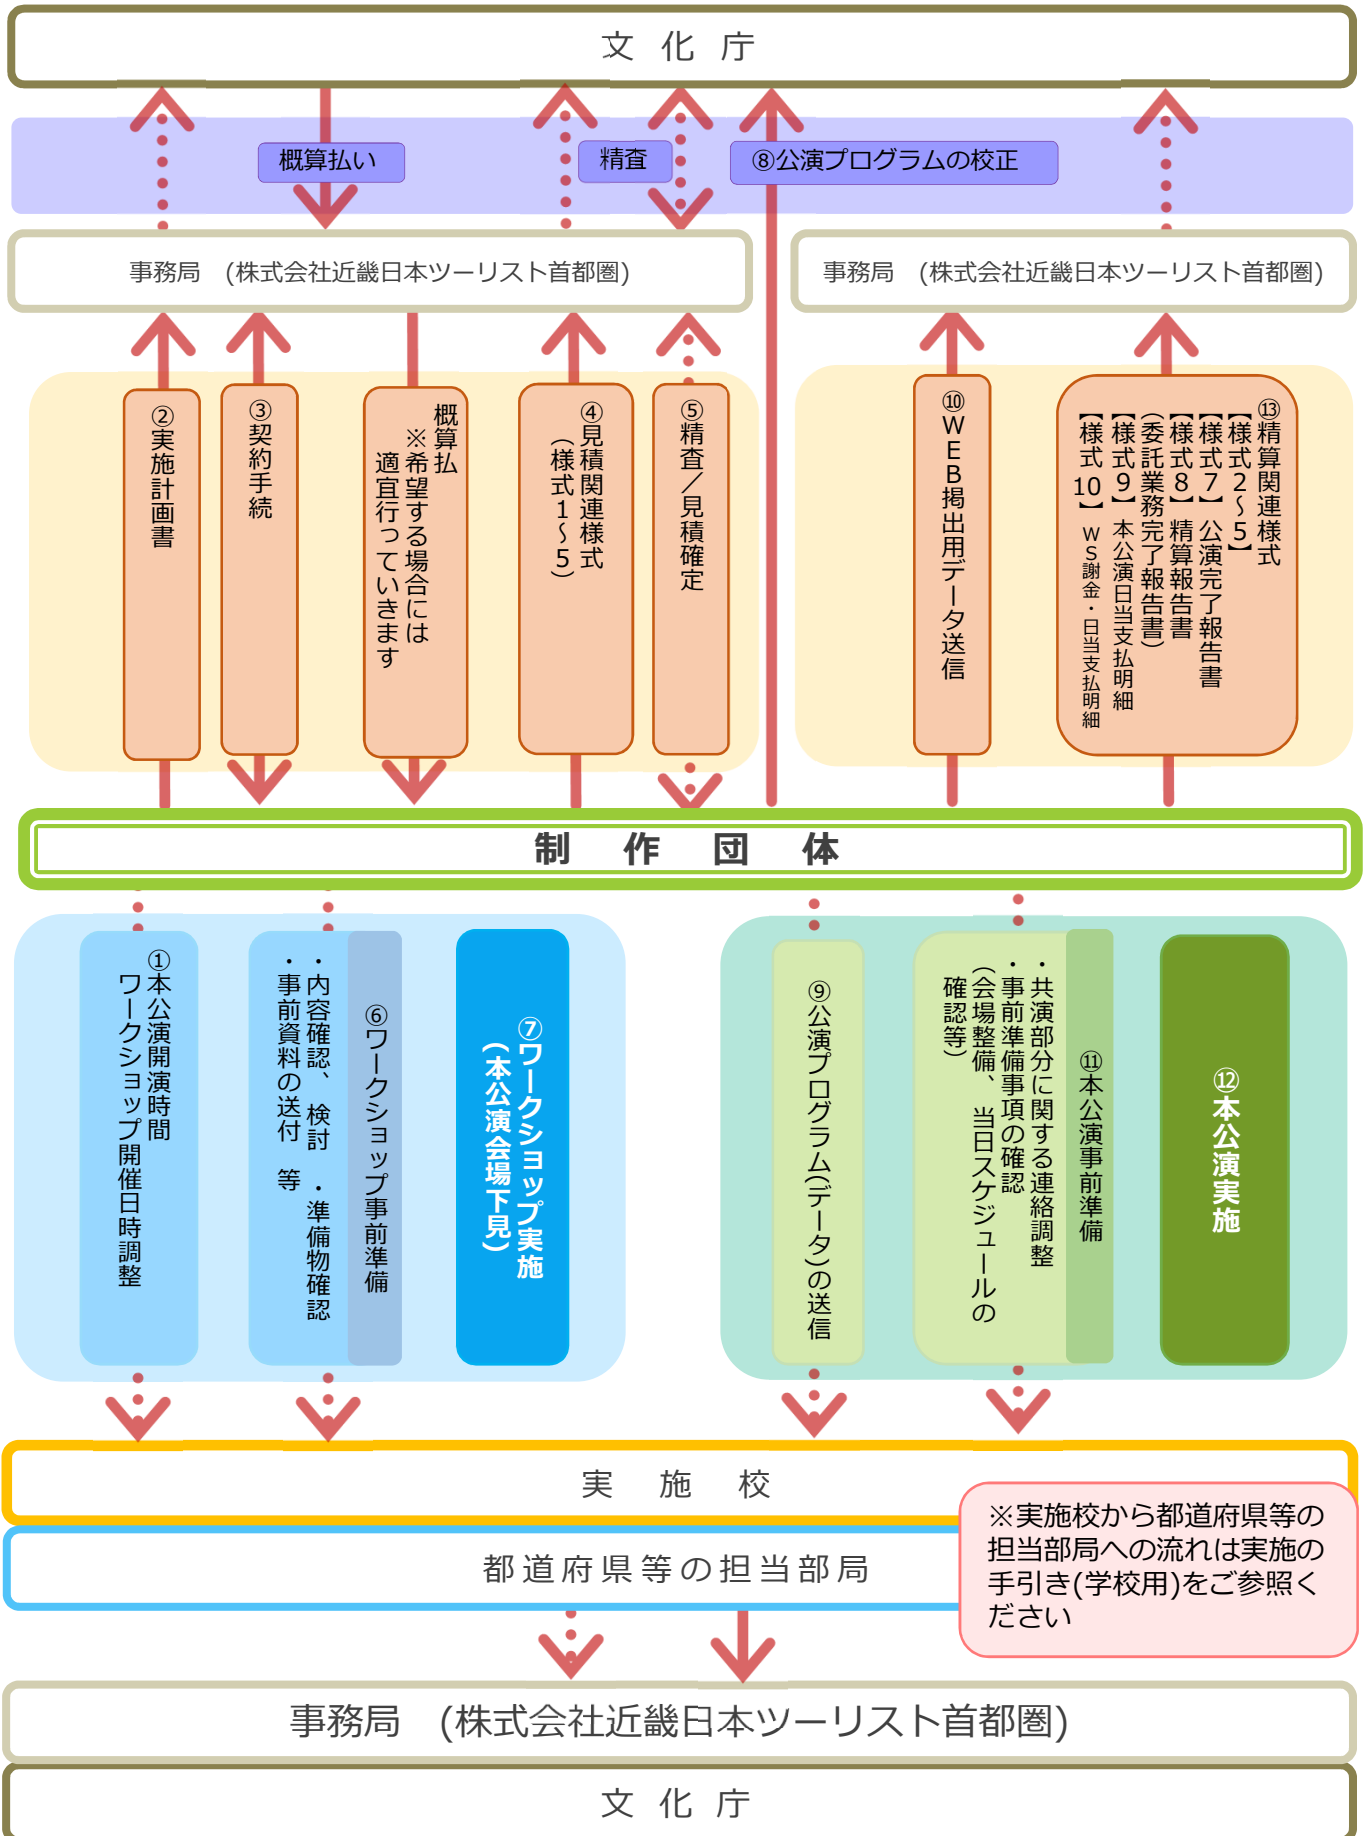 文化庁
概算払い
精査
⑧公演プログラムの校正
事務局　(株式会社近畿日本ツーリスト首都圏)
事務局　(株式会社近畿日本ツーリスト首都圏)
②実施計画書
③契約手続
概算払
※希望する場合には
適宜行っていきます
④見積関連様式
（様式１～５）
⑤精査／見積確定
⑩ＷＥＢ掲出用データ送信
⑬精算関連様式
【様式２～５】
【様式７】公演完了報告書
【様式８】精算報告書
（委託業務完了報告書）
【様式９】本公演日当支払明細
【様式10】ＷＳ謝金・日当支払明細
制作団体
①本公演開演時間
ワークショップ開催日時調整
⑥ワークショップ事前準備
・内容確認、検討　・準備物確認
・事前資料の送付　等
⑦ワークショップ実施
(本公演会場下見)
⑨公演プログラム(データ)の送信
⑪本公演事前準備
・共演部分に関する連絡調整
・事前準備事項の確認
（会場整備、当日スケジュールの
確認等）
⑫本公演実施
実施校
都道府県等の担当部局
※実施校から都道府県等の
担当部局への流れは実施の
手引き(学校用)をご参照く
ださい
事務局　(株式会社近畿日本ツーリスト首都圏)
文化庁